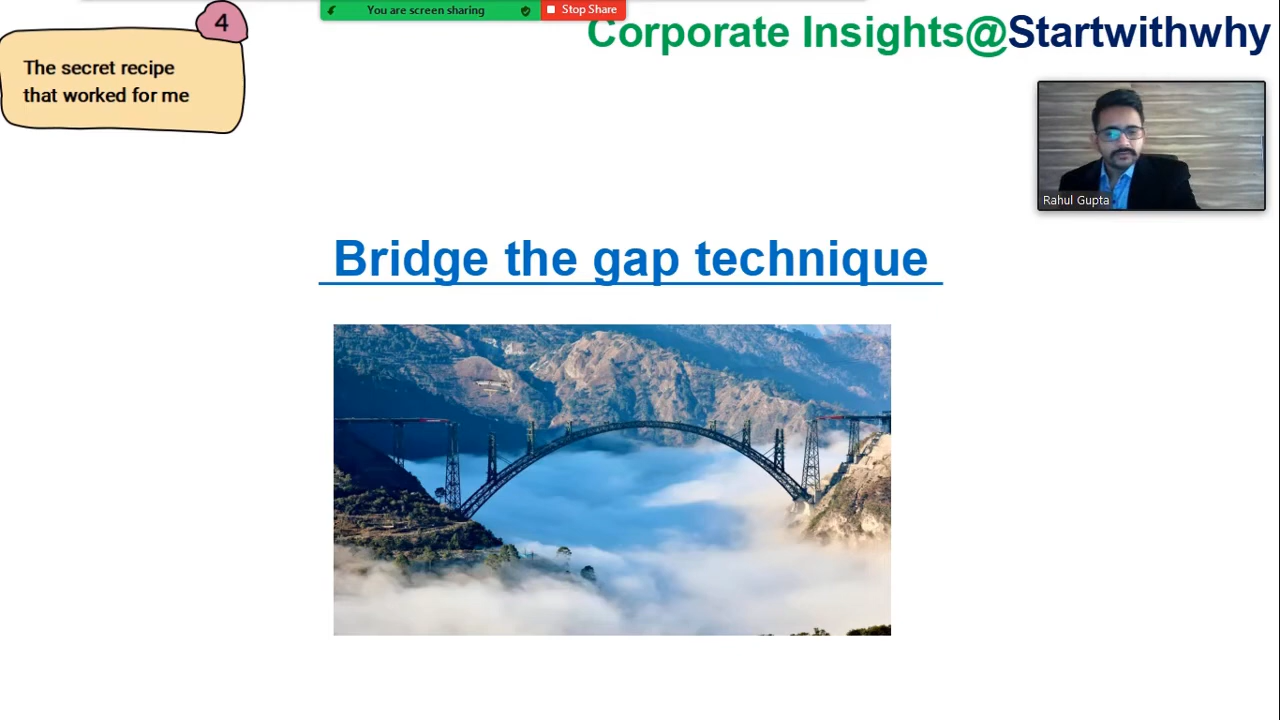 You are screen sharing
Stop Share
4
The secret recipe
that worked for me
Corporate Insights@Startwithwhy
Rahul Gupta
Bridge the gap technique